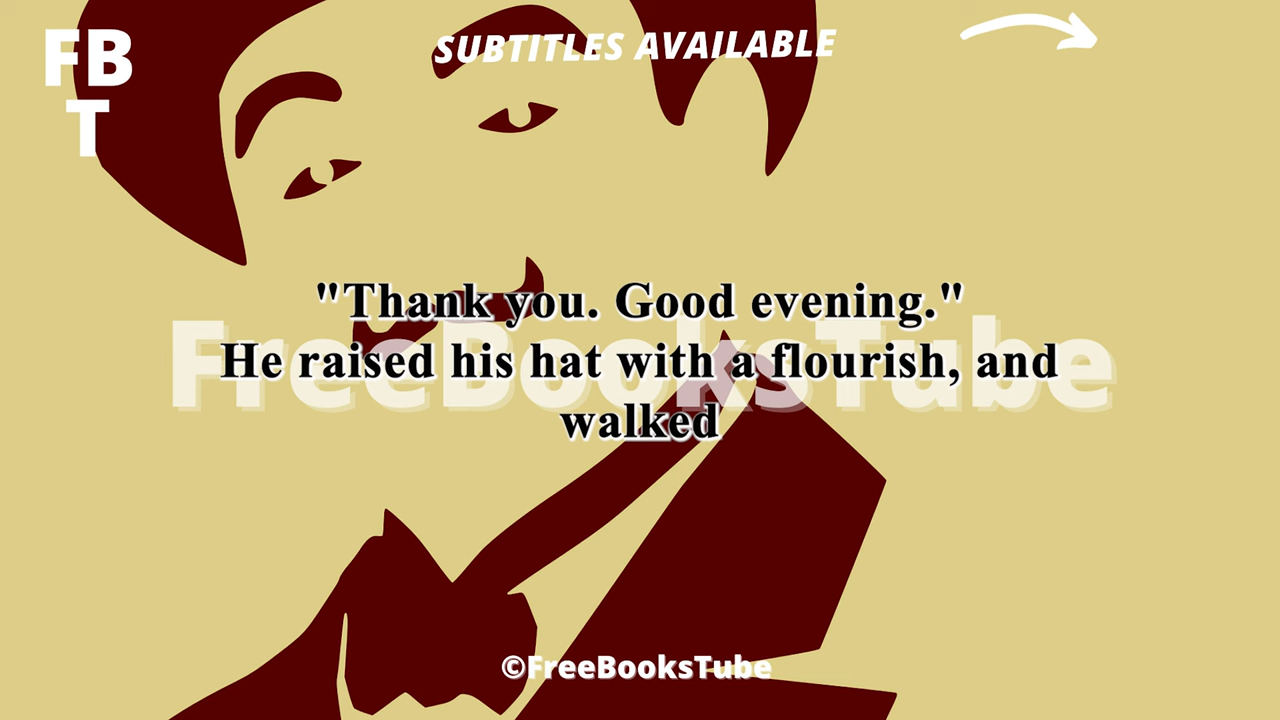 FB
T
SUBTITLES AVAILABLE
"Thank you. Good evening."
He raised his hat with a flourish, and
walked
FreeBooksTube
©FreeBooksTube